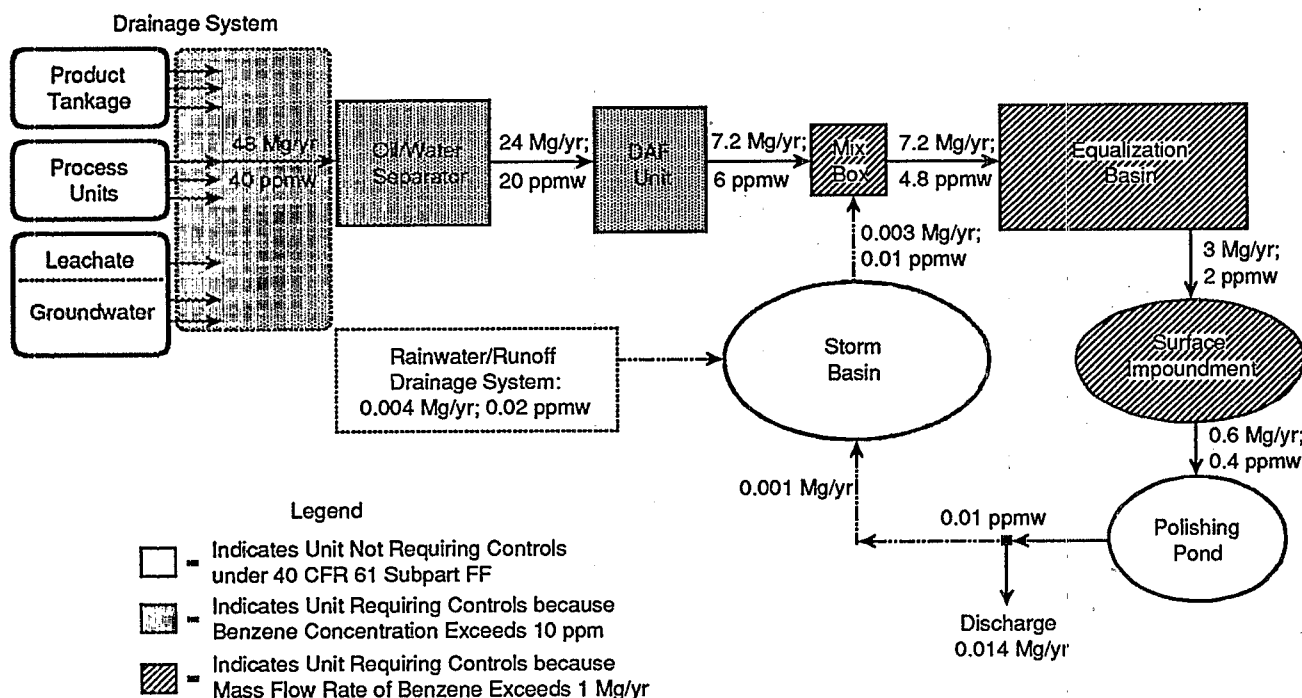 Drainage System
Product
Tankage
Process
Units
Leachate
Groundwater
48 Mg/yr
40 ppmw
Oil/Water
Separator
24 Mg/yr;
20 ppmw
DAF
Unit
7.2 Mg/yr;
6 ppmw
Mix
Box
7.2 Mg/yr;
4.8 ppmw
Equalization
Basin
0.003 Mg/yr;
0.01 ppmw
3 Mg/yr;
2 ppmw
Rainwater/Runoff
Drainage System:
0.004 Mg/yr; 0.02 ppmw
Storm
Basin
Surface
Impoundment
0.6 Mg/yr;
0.4 ppmw
0.001 Mg/yr
0.01 ppmw
Polishing
Pond
Discharge
0.014 Mg/yr
Legend
= Indicates Unit Not Requiring Controls
under 40 CFR 61 Subpart FF
= Indicates Unit Requiring Controls because
Benzene Concentration Exceeds 10 ppm
= Indicates Unit Requiring Controls because
Mass Flow Rate of Benzene Exceeds 1 Mg/yr